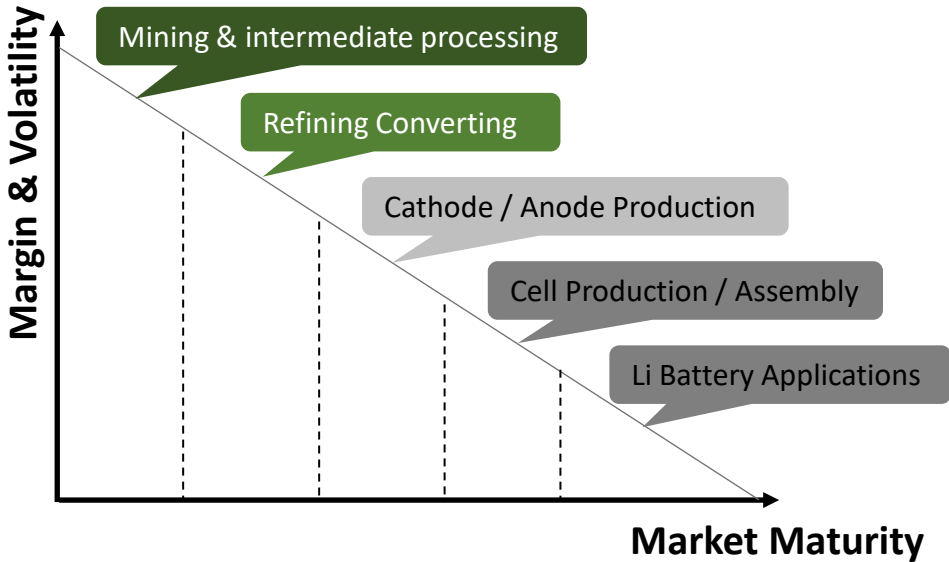 Margin & Volatility
Mining & intermediate processing
Refining Converting
Cathode / Anode Production
Cell Production / Assembly
Li Battery Applications
Market Maturity